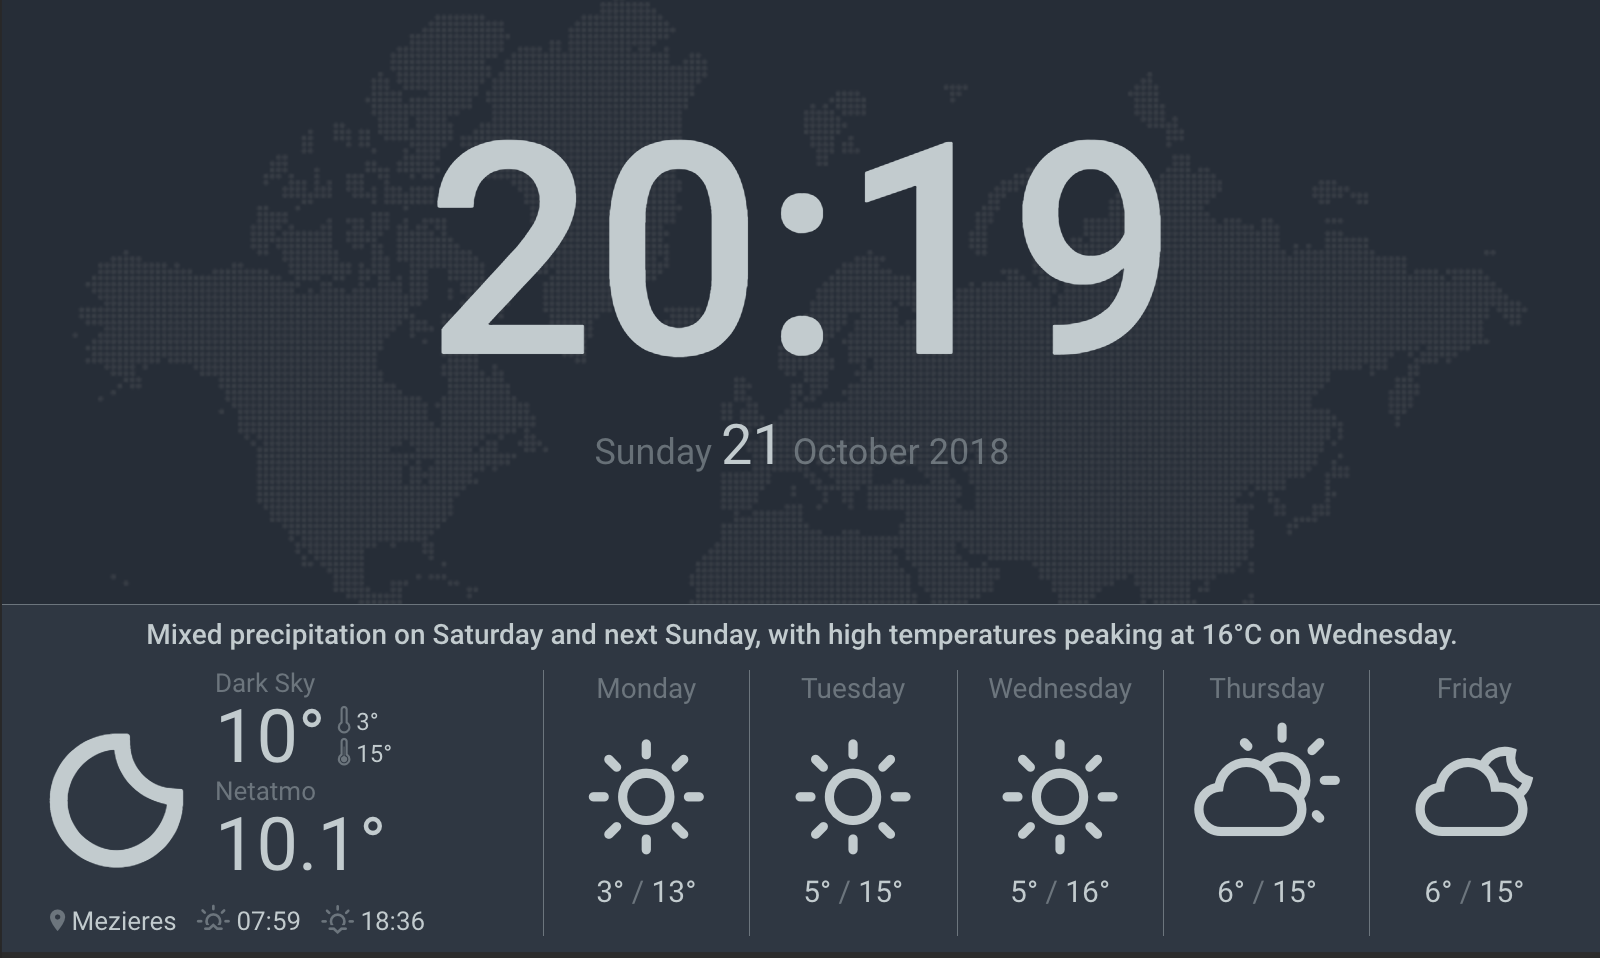 20:19
Sunday 21 October 2018
Mixed precipitation on Saturday and next Sunday, with high temperatures peaking at 16°C on Wednesday.
Dark Sky
10° 3°
15°
Netatmo
10.1°
Mezieres 07:59 18:36
Monday
3° / 13°
Tuesday
5° / 15°
Wednesday
5° / 16°
Thursday
6° / 15°
Friday
6° / 15°